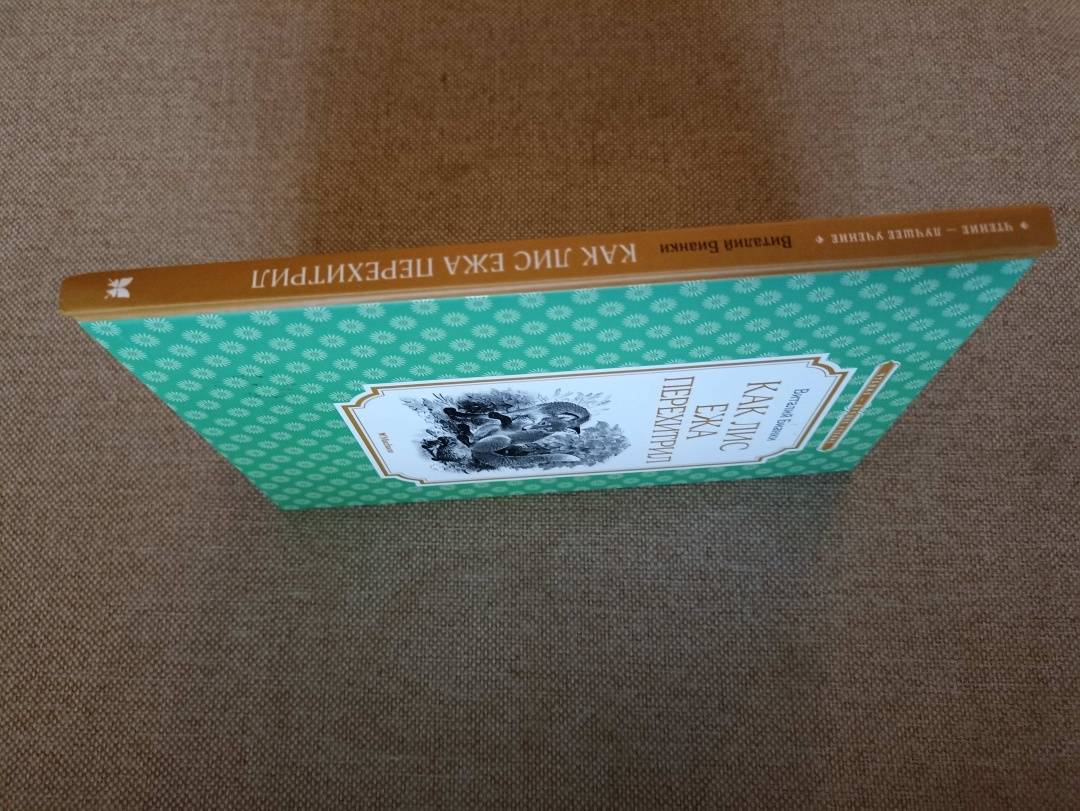 ЧТЕНИЕ — ЛУЧШЕЕ УЧЕНИЕ
Виталий Бианки
КАК ЛИС ЕЖА ПЕРЕХИТРИЛ
Виталий Бианки
КАК ЛИС
ЕЖА
ПЕРЕХИТРИЛ